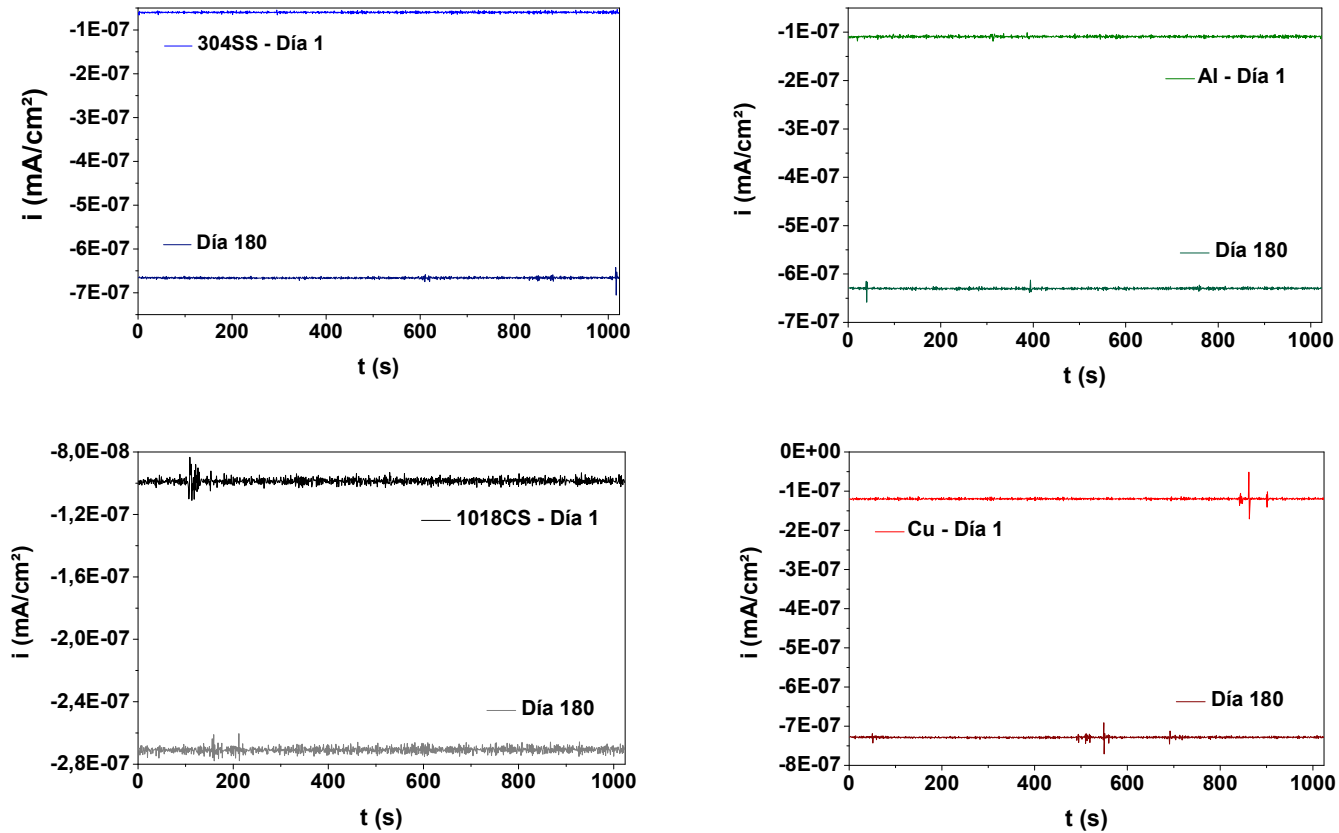 -1E-07
-2E-07
-3E-07
-4E-07
-5E-07
-6E-07
-7E-07
i (mA/cm²)
304SS - Día 1
Día 180
0 200 400 600 800 1000
t (s)
-1E-07
-2E-07
-3E-07
-4E-07
-5E-07
-6E-07
-7E-07
i (mA/cm²)
Al - Día 1
Día 180
0 200 400 600 800 1000
t (s)
-8,0E-08
-1,2E-07
-1,6E-07
-2,0E-07
-2,4E-07
-2,8E-07
i (mA/cm²)
1018CS - Día 1
Día 180
0 200 400 600 800 1000
t (s)
0E+00
-1E-07
-2E-07
-3E-07
-4E-07
-5E-07
-6E-07
-7E-07
-8E-07
i (mA/cm²)
Cu - Día 1
Día 180
0 200 400 600 800 1000
t (s)